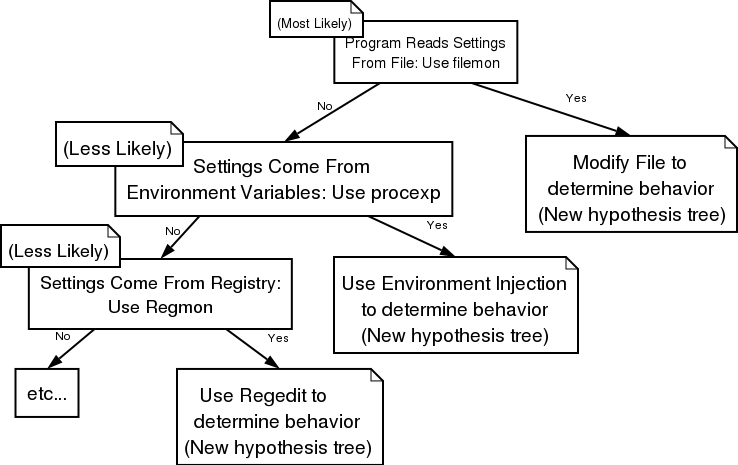 (Most Likely)
Program Reads Settings
From File: Use filemon
No
Yes
(Less Likely)
Settings Come From
Environment Variables: Use procexp
Modify File to
determine behavior
(New hypothesis tree)
No
Yes
(Less Likely)
Settings Come From Registry:
Use Regmon
Use Environment Injection
to determine behavior
(New hypothesis tree)
No
Yes
etc...
Use Regedit to
determine behavior
(New hypothesis tree)